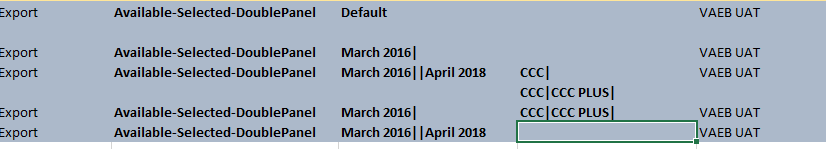 Export Available-Selected-DoublePanel Default VAEB UAT
Export Available-Selected-DoublePanel March 2016| VAEB UAT
Export Available-Selected-DoublePanel March 2016||April 2018 CCC| VAEB UAT
CCC|CCC PLUS|
Export Available-Selected-DoublePanel March 2016| CCC|CCC PLUS| VAEB UAT
Export Available-Selected-DoublePanel March 2016||April 2018 VAEB UAT